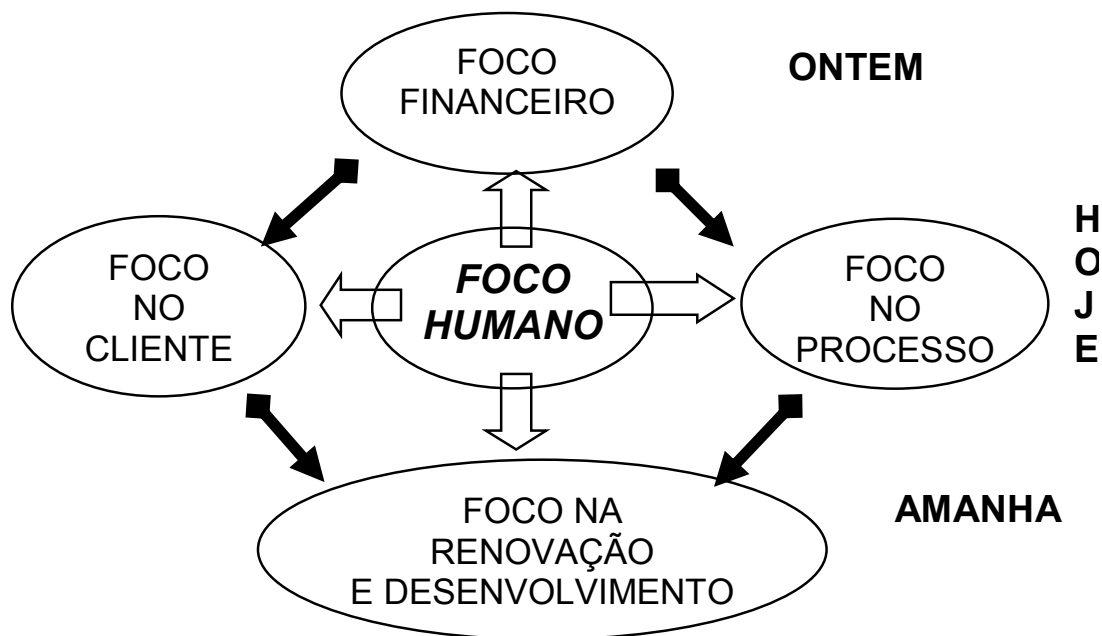 FOCO
FINANCEIRO
ONTEM
FOCO
NO
CLIENTE
FOCO
HUMANO
FOCO
NO
PROCESSO
H
O
J
E
FOCO NA
RENOVAÇÃO
E DESENVOLVIMENTO
AMANHA